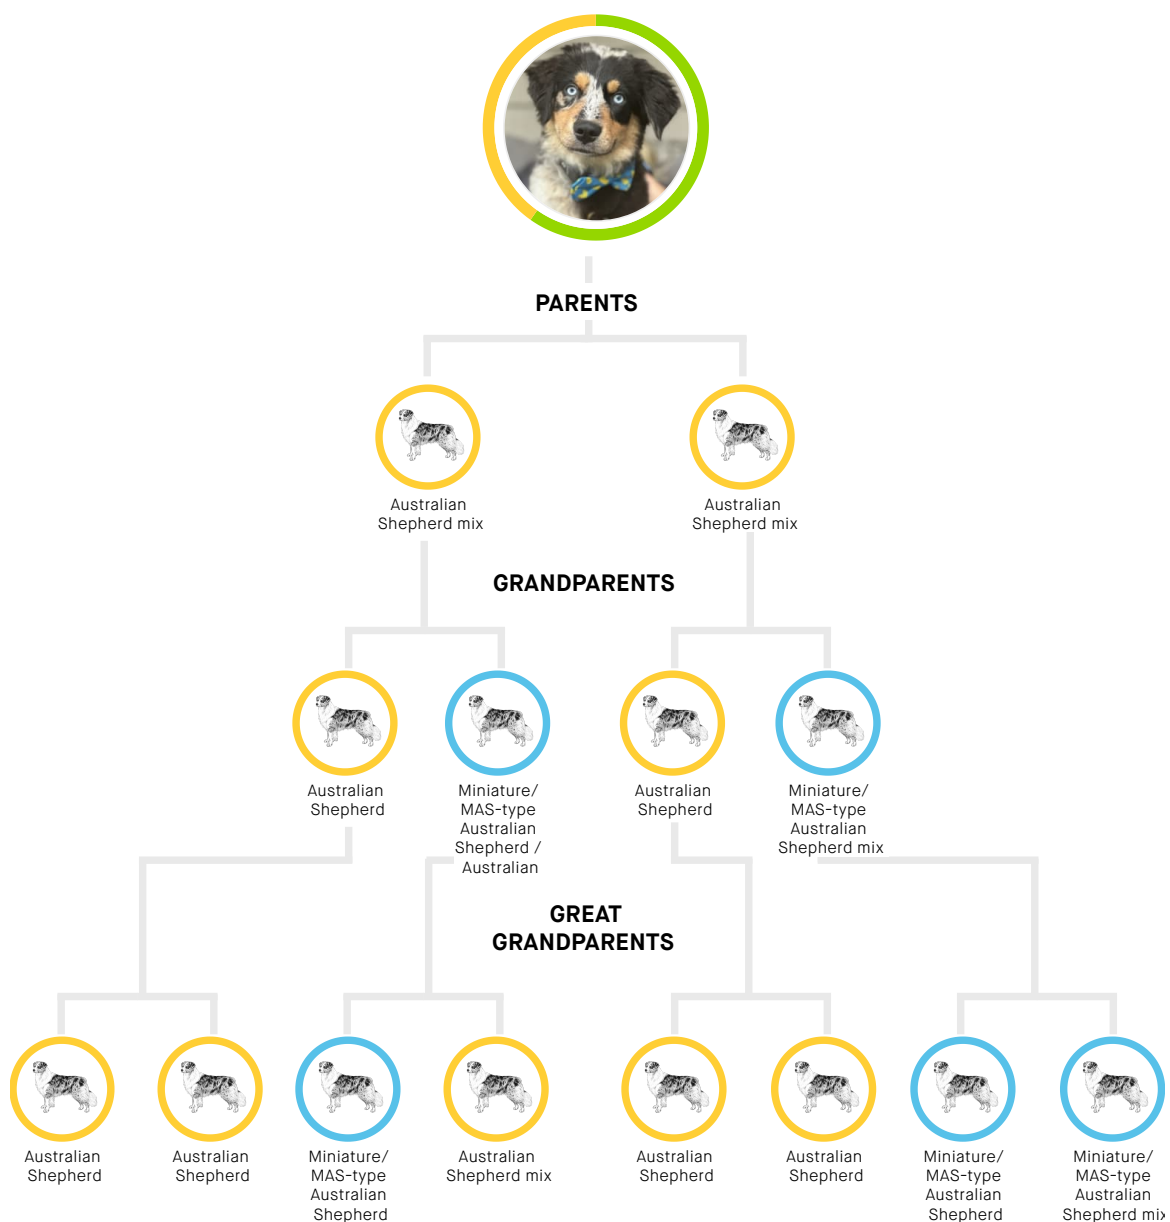 PARENTS
Australian
Shepherd mix
Australian
Shepherd mix
GRANDPARENTS
Australian
Shepherd
Miniature/
MAS-type
Australian
Shepherd /
Australian
Australian
Shepherd
Miniature/
MAS-type
Australian
Shepherd mix
GREAT
GRANDPARENTS
Australian
Shepherd
Australian
Shepherd
Miniature/
MAS-type
Australian
Shepherd
Australian
Shepherd mix
Australian
Shepherd
Australian
Shepherd
Miniature/
MAS-type
Australian
Shepherd
Miniature/
MAS-type
Australian
Shepherd mix